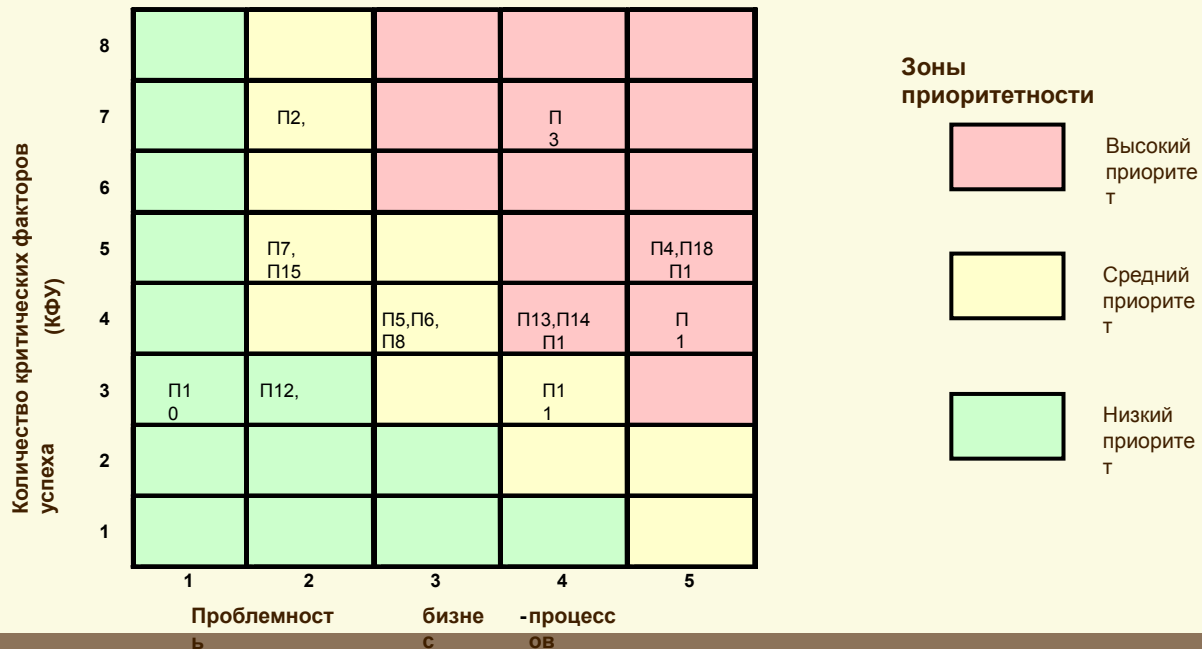 Количество критических факторов
(КФУ)
успеха
8
7
П2,
П
3
6
5
П7,
П15
П4,П18
П1
4
П5,П6,
П8
П13,П14
П1
П
1
3
П1
0
П12,
П1
1
2
1
1
2
3
4
5
Проблемност
ь
бизне
с
-процесс
ов
Зоны
приоритетности
Высокий
приорите
т
Средний
приорите
т
Низкий
приорите
т